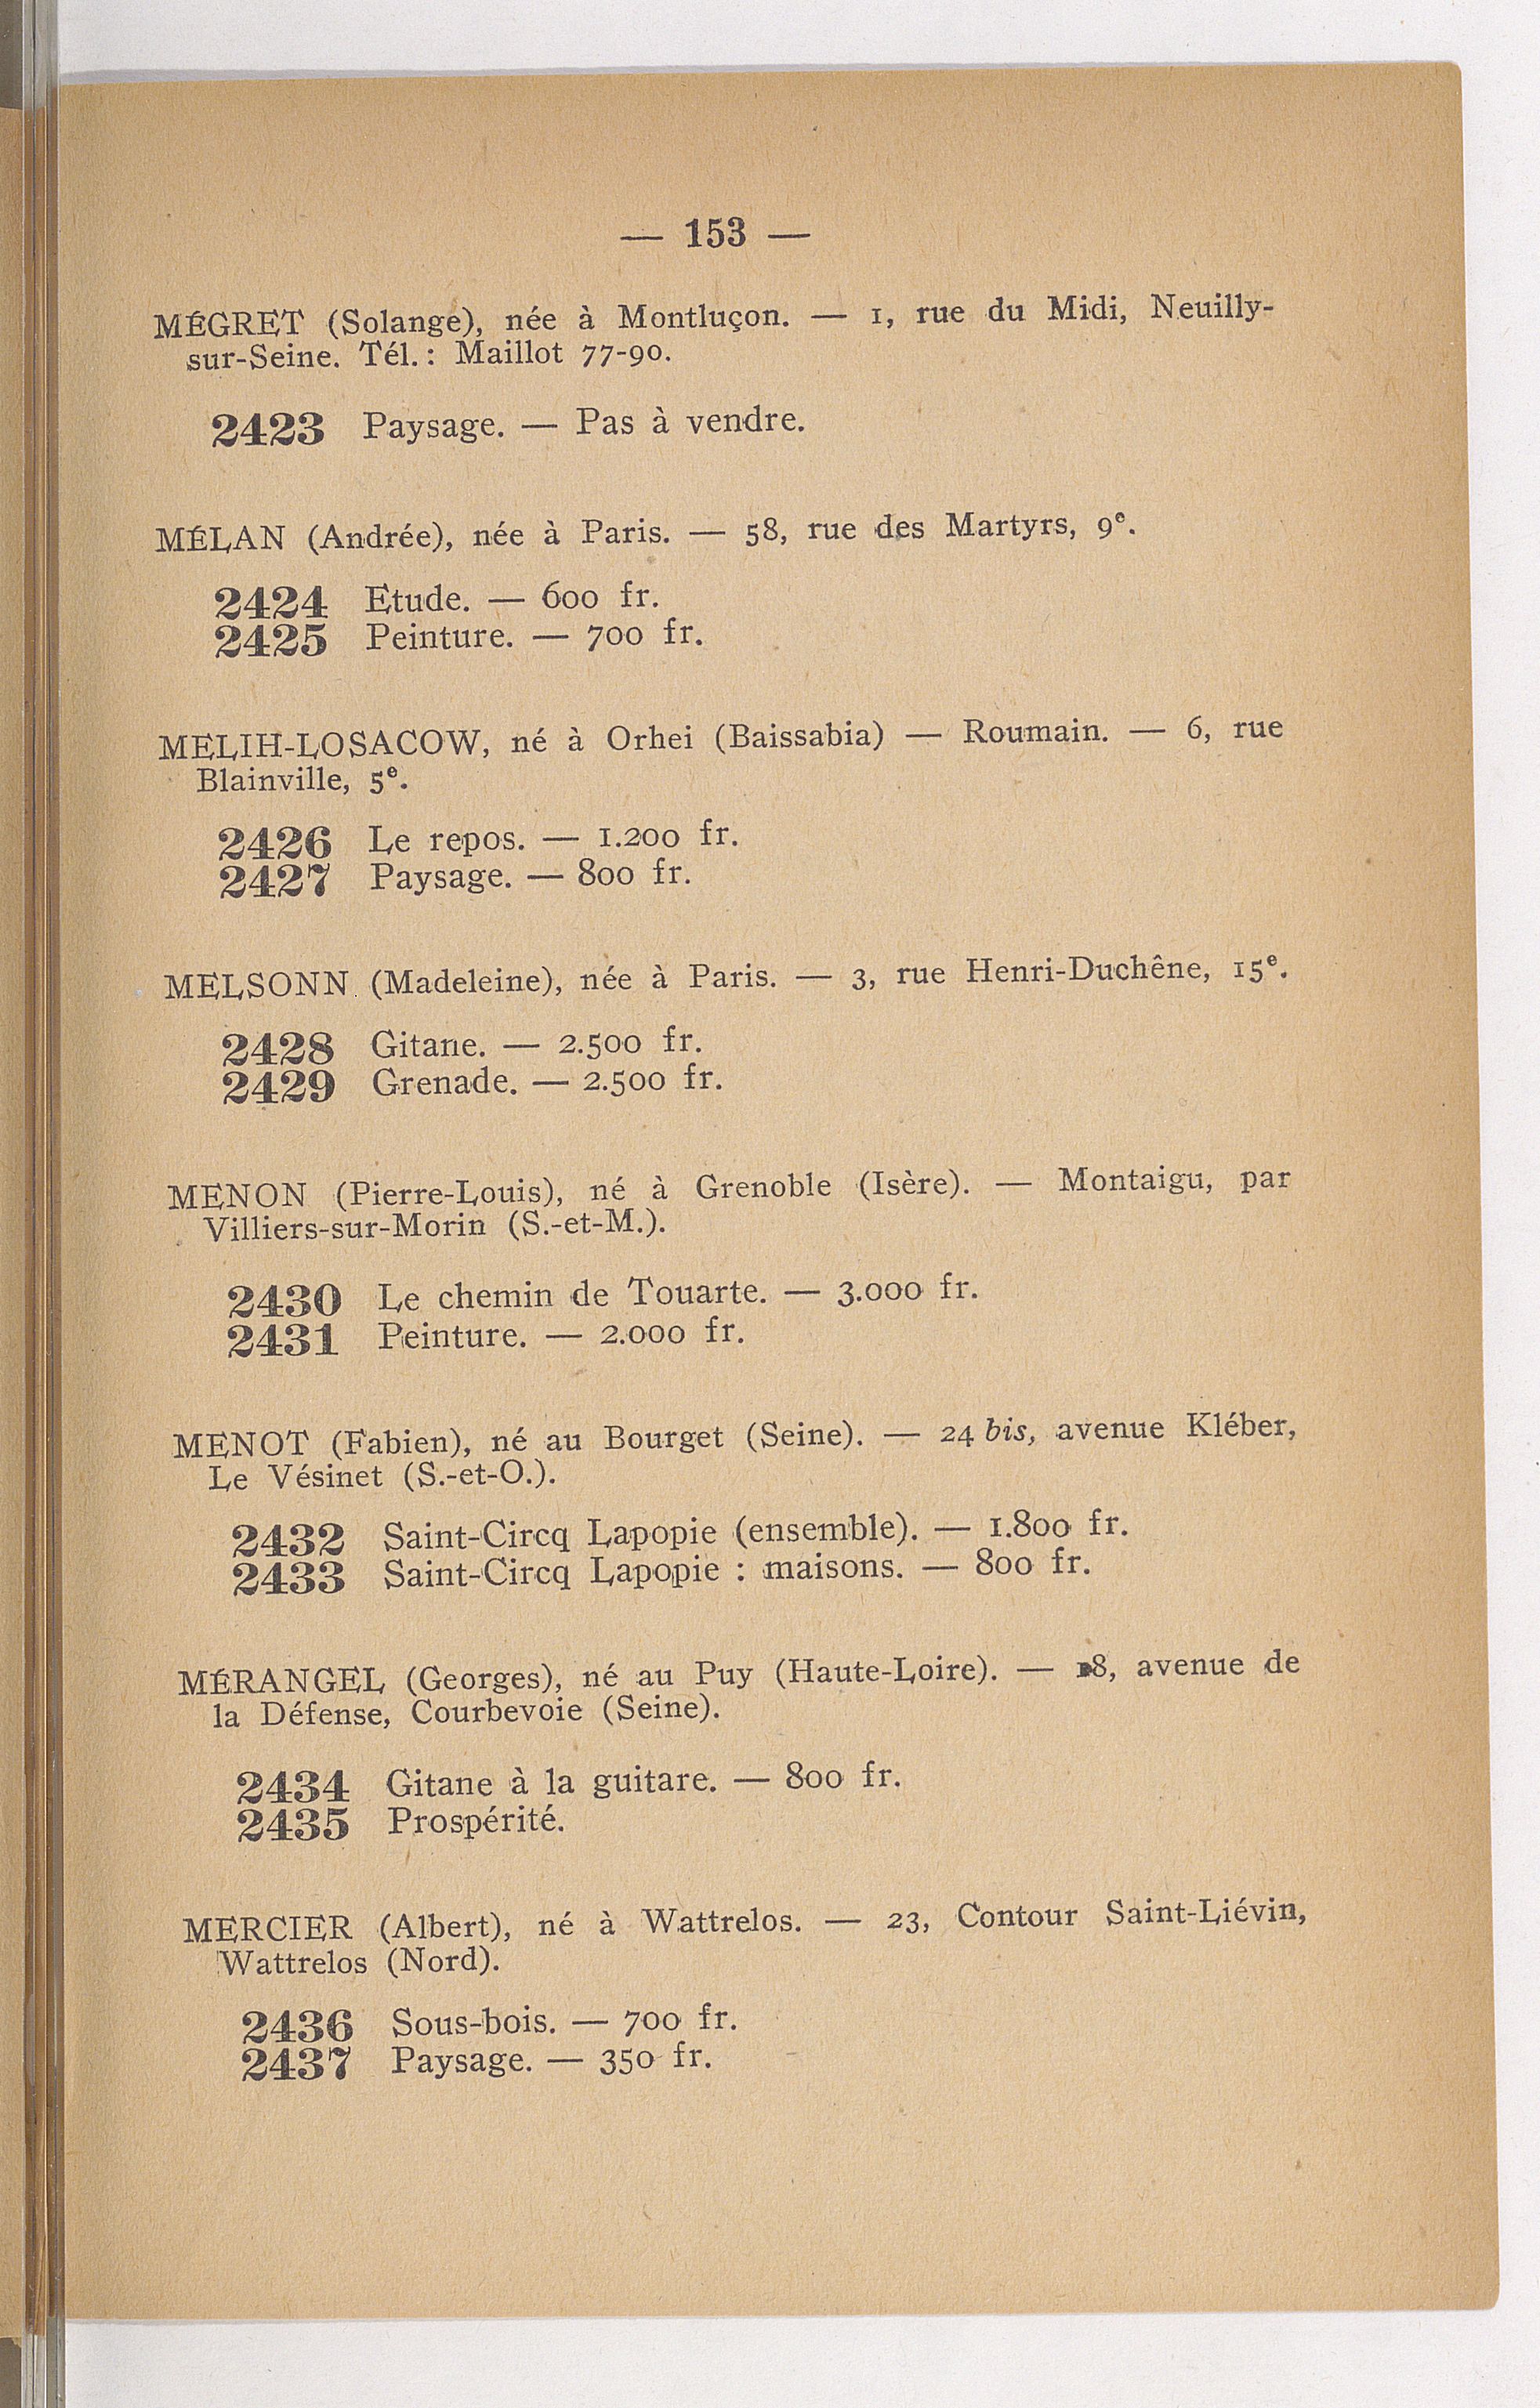 — 153 —
MÉGRET (Solange), née à Montluçon. — 1, rue du Midi, Neuilly-
sur-Seine. Tél. : Maillot 77-90.
2423 Paysage. — Pas à vendre.
MÉLAN (Andrée), née à Paris. — 58, rue des Martyrs, 9e.
2424 Etude. — 600 fr.
2425 Peinture. — 700 fr.
MELIH-LOSACOW, né à Orhei (Baissabia) — Roumain. — 6, rue
Blainville, 5e.
2426 Le repos. — 1.200 fr.
2427 Paysage. — 800 fr.
MELSONN (Madeleine), née à Paris. — 3, rue Henri-Duchêne, 15e.
2428 Gitane. — 2.500 fr.
2429 Grenade. — 2.500 fr.
MENON (Pierre-Louis), né à Grenoble (Isère). — Montaigu, par
Villiers-sur-Morin (S.-et-M.).
2430 Le chemin de Touarte. — 3.000 fr.
2431 Peinture. — 2.000 fr.
MENOT (Fabien), né au Bourget (Seine). — 24 bis, avenue Kléber,
Le Vésinet (S.-et-O.).
2432 Saint-Circq Lapopie (ensemble). — 1.800 fr.
2433 Saint-Circq Lapopie : maisons. — 800 fr.
MÉRANGEL (Georges), né au Puy (Haute-Loire). — avenue de
la Défense, Courbevoie (Seine).
2434 Gitane à la guitare. — 800 fr.
2435 Prospérité.
MERCIER (Albert), né à Wattrelos. — 23, Contour Saint-Liévin,
Wattrelos (Nord).
2436 Sous-bois. — 700 fr.
2437 Paysage. — 350 fr.